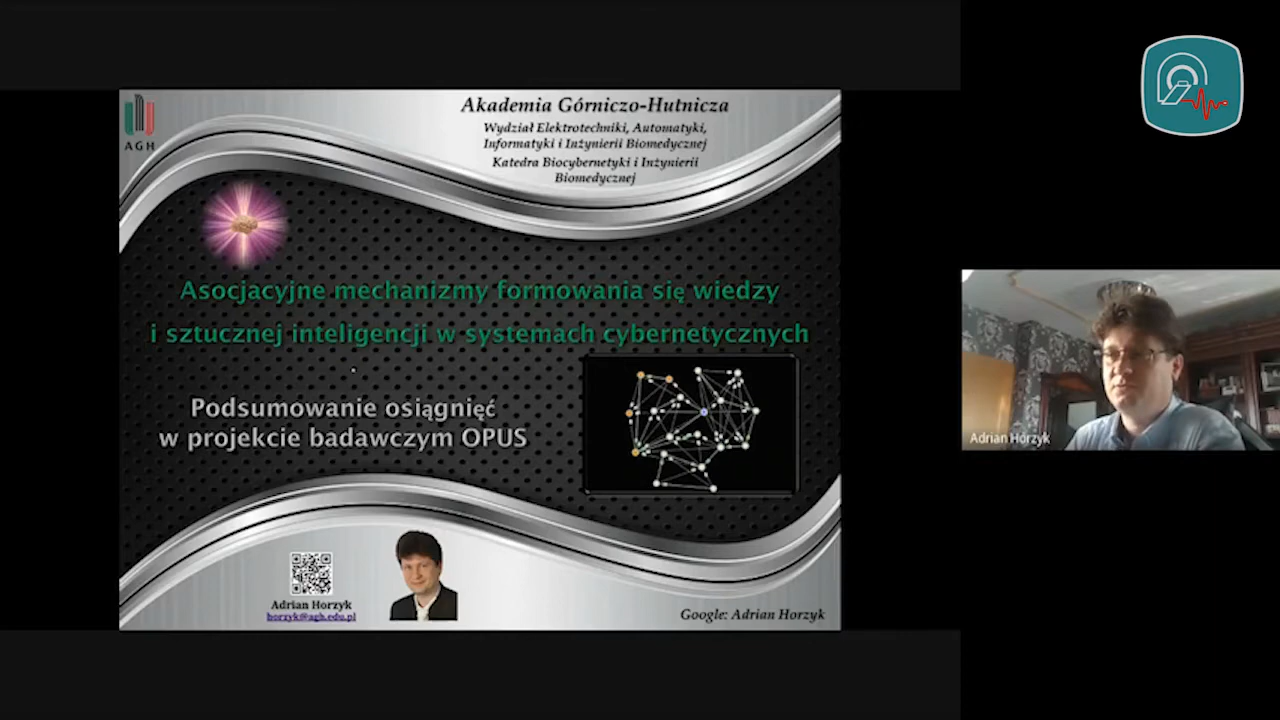 AGH
Akademia Górniczo-Hutnicza
Wydział Elektrotechniki, Automatyki,
Informatyki i Inżynierii Biomedycznej
Katedra Biocybernetyki i Inżynierii
Biomedycznej
Asocjacyjne mechanizmy formowania się wiedzy
i sztucznej inteligencji w systemach cybernetycznych
Podsumowanie osiągnięć
w projekcie badawczym OPUS
Adrian Horzyk
horzyk@agh.edu.pl
Google: Adrian Horzyk
Adrian Horzyk